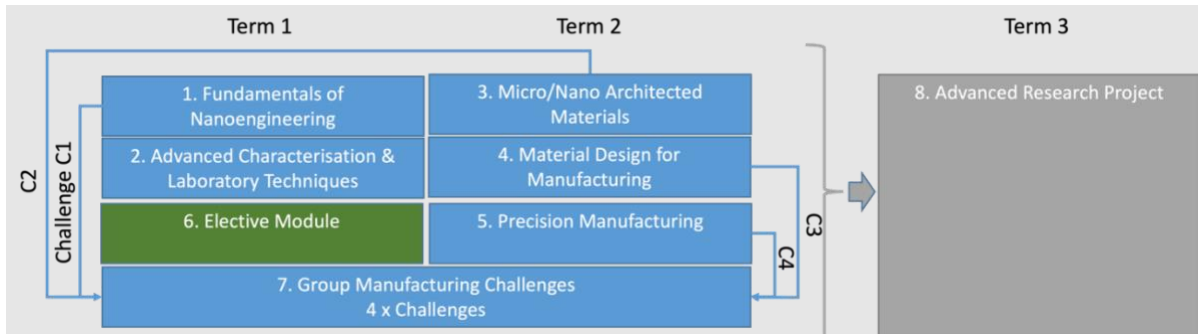 Term 1
Term 2
Term 3
1. Fundamentals of
Nanoengineering
3. Micro/Nano Architected
Materials
8. Advanced Research Project
2. Advanced Characterisation &
Laboratory Techniques
4. Material Design for
Manufacturing
6. Elective Module
5. Precision Manufacturing
7. Group Manufacturing Challenges
4 x Challenges
C2
Challenge C1
C4
C3